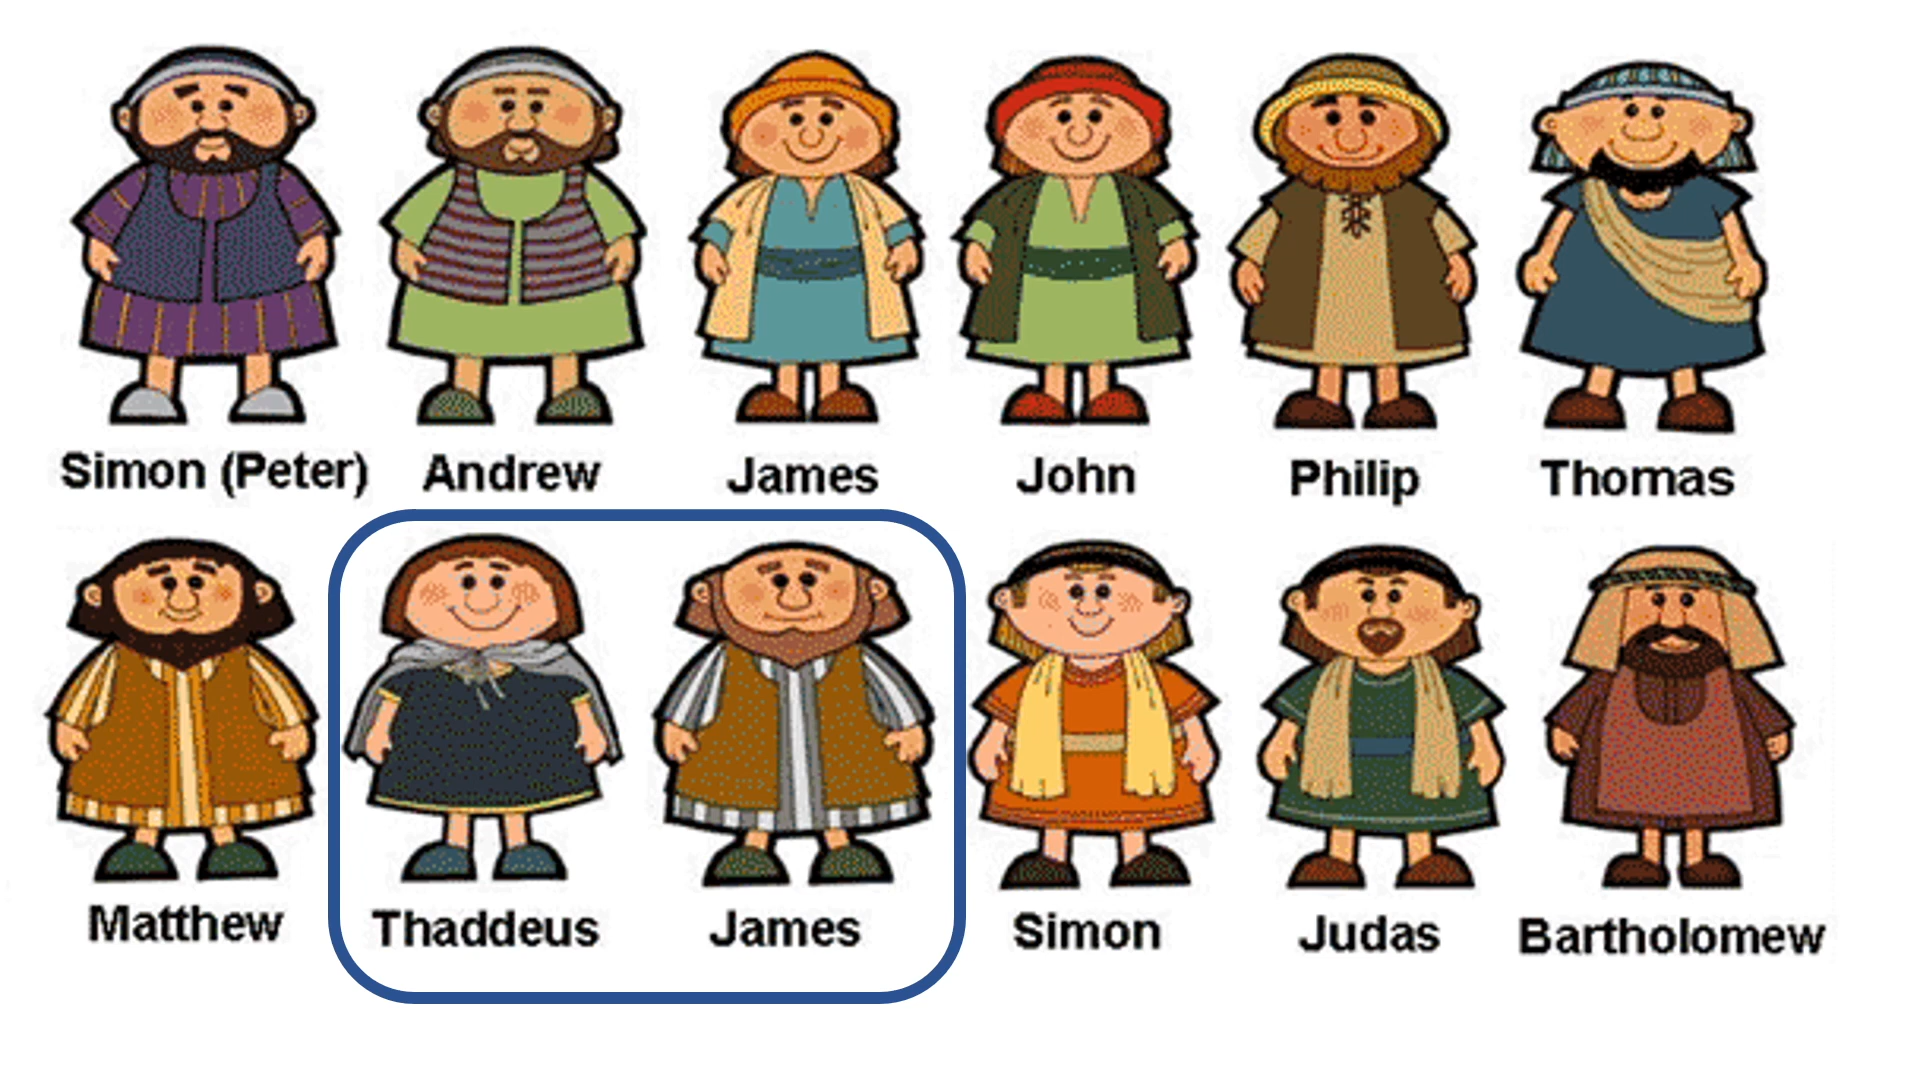 Simon (Peter) Andrew James John Philip Thomas
Matthew Thaddeus James Simon Judas Bartholomew